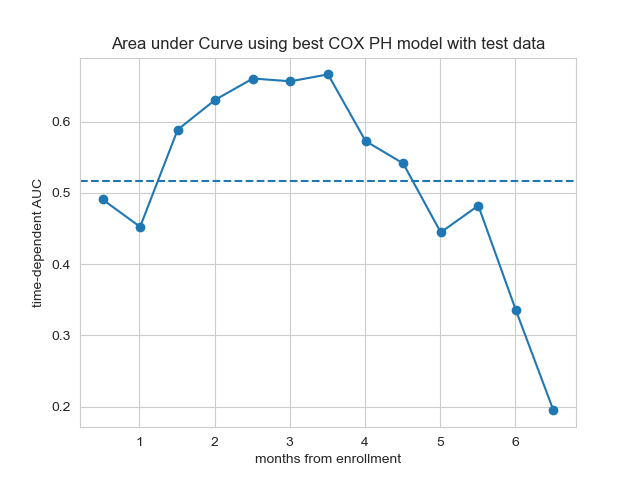 Area under Curve using best COX PH model with test data
time-dependent AUC
0.6
0.5
0.4
0.3
0.2
1 2 3 4 5 6
months from enrollment